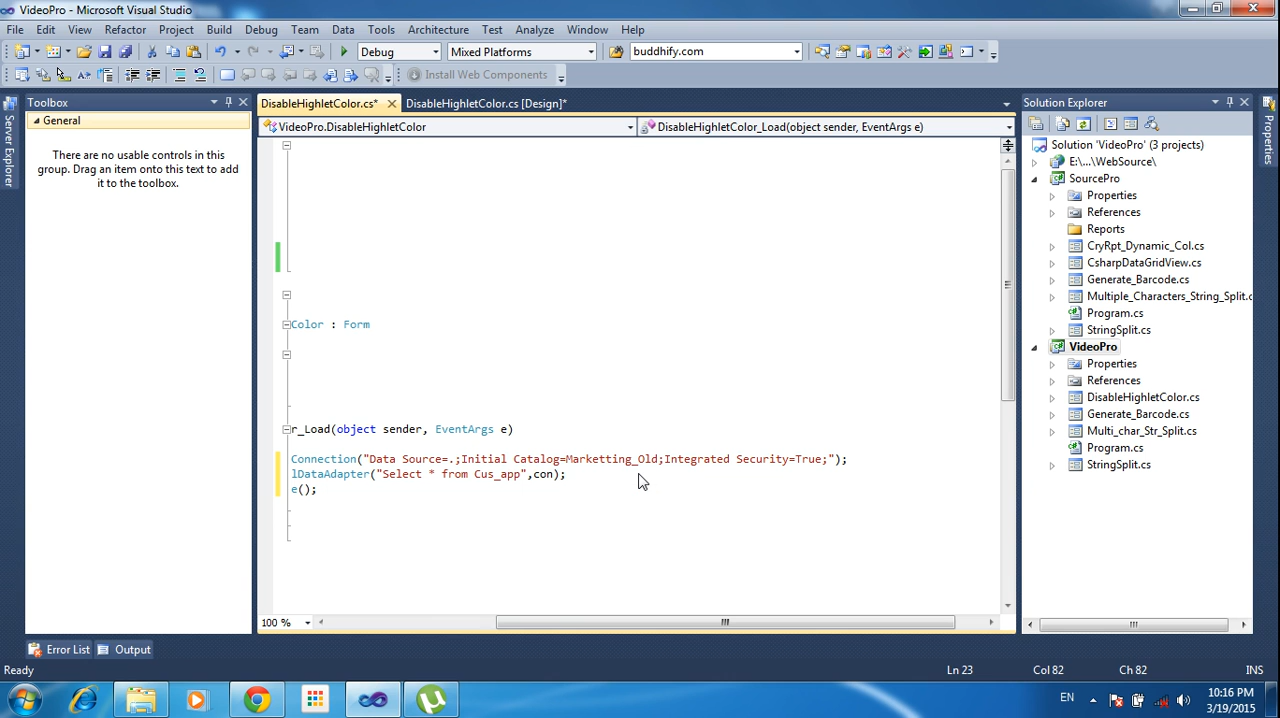 VideoPro - Microsoft Visual Studio
File Edit View Refactor Project Build Debug Team Data Tools Architecture Test Analyze Window Help
Debug Mixed Platforms buddhify.com
Install Web Components
Server Explorer
Toolbox
General
There are no usable controls in this
group. Drag an item onto this text to add
it to the toolbox.
DisableHighletColor.cs* DisableHighletColor.cs [Design]*
VideoPro.DisableHighletColor DisableHighletColor_Load(object sender, EventArgs e)
Color : Form
r_Load(object sender, EventArgs e)
Connection("Data Source=.;Initial Catalog=Marketting_Old;Integrated Security=True;");
lDataAdapter("Select * from Cus_app",con);
e();
100 %
Solution Explorer
Solution 'VideoPro' (3 projects)
E:\...\WebSource\
SourcePro
Properties
References
Reports
CryRpt_Dynamic_Col.cs
CsharpDataGridView.cs
Generate_Barcode.cs
Multiple_Characters_String_Split.c
Program.cs
StringSplit.cs
VideoPro
Properties
References
DisableHighletColor.cs
Generate_Barcode.cs
Multi_char_Str_Split.cs
Program.cs
StringSplit.cs
Properties
Error List Output
Ready Ln 23 Col 82 Ch 82 INS
EN 10:16 PM
3/19/2015